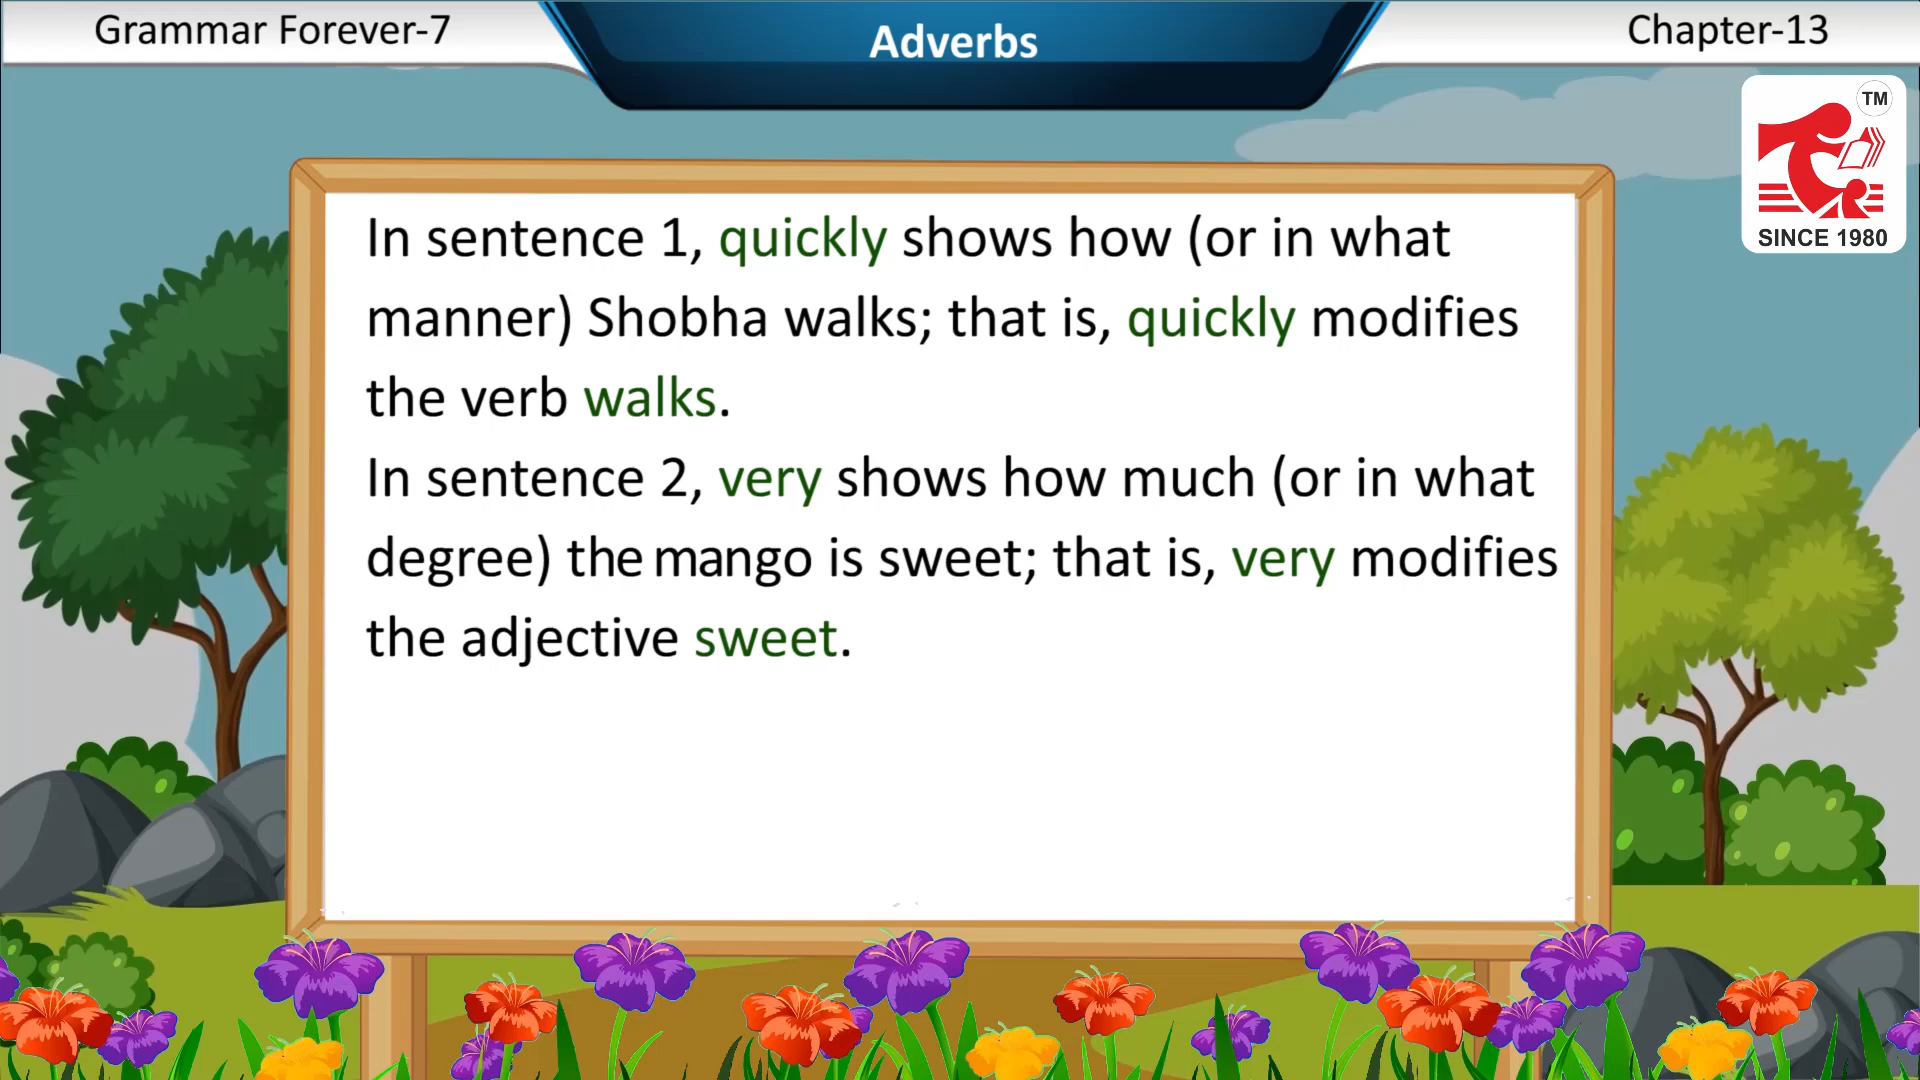 Grammar Forever-7
Adverbs
Chapter-13
TM
SINCE 1980
In sentence 1, quickly shows how (or in what
manner) Shobha walks; that is, quickly modifies
the verb walks.
In sentence 2, very shows how much (or in what
degree) the mango is sweet; that is, very modifies
the adjective sweet.